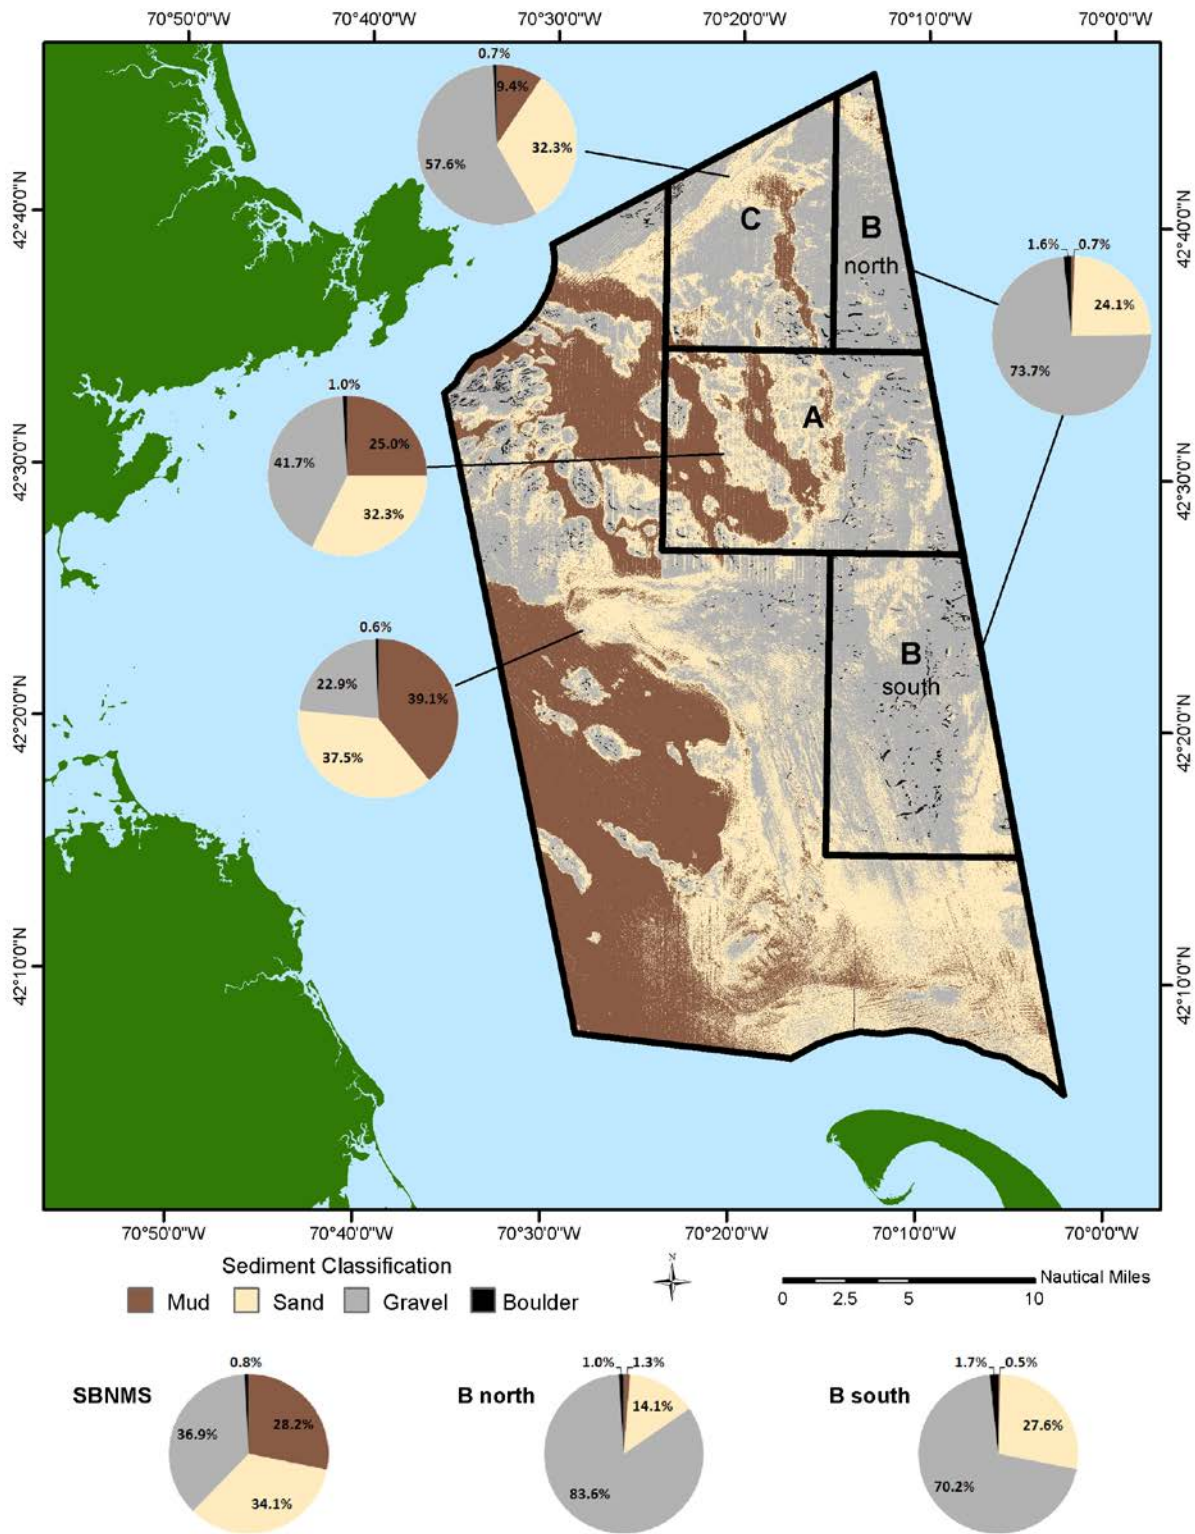 70°50'0"W 70°40'0"W 70°30'0"W 70°20'0"W 70°10'0"W 70°0'0"W
0.7%
9.4%
32.3%
57.6%
42°40'0"N
C
B
north
42°40'0"N
1.6% 0.7%
24.1%
73.7%
1.0%
25.0%
41.7%
32.3%
A
42°30'0"N
42°30'0"N
0.6%
39.1%
22.9%
37.5%
B
south
42°20'0"N
42°20'0"N
42°10'0"N
42°10'0"N
70°50'0"W 70°40'0"W 70°30'0"W 70°20'0"W 70°10'0"W 70°0'0"W
Sediment Classification
Mud Sand Gravel Boulder
N
Nautical Miles
0 2.5 5 10
SBNMS
0.8%
28.2%
36.9%
34.1%
B north
1.0% 1.3%
14.1%
83.6%
B south
1.7% 0.5%
27.6%
70.2%